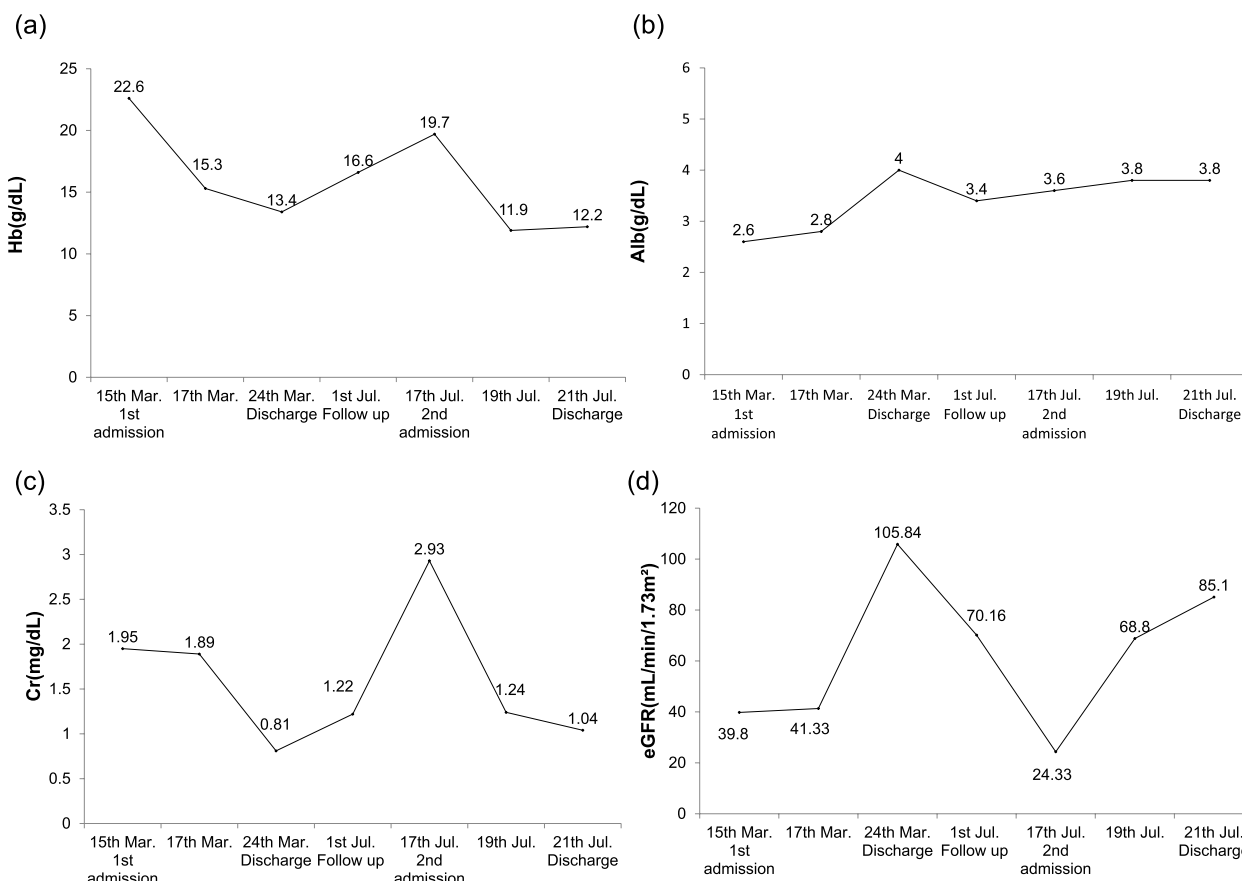 (a)
Hb(g/dL)
25
20
15
10
5
0
22.6
15.3
13.4
16.6
19.7
11.9
12.2
15th Mar. 17th Mar. 24th Mar. 1st Jul. 17th Jul. 19th Jul. 21th Jul.
1st Discharge Follow up 2nd Discharge
admission admission
(b)
Alb(g/dL)
6
5
4
3
2
1
0
2.6
2.8
4
3.4
3.6
3.8
3.8
15th Mar. 17th Mar. 24th Mar. 1st Jul. 17th Jul. 19th Jul. 21th Jul.
1st Discharge Follow up 2nd Discharge
admission admission
(c)
Cr(mg/dL)
3.5
3
2.5
2
1.5
1
0.5
0
1.95
1.89
0.81
1.22
2.93
1.24
1.04
15th Mar. 17th Mar. 24th Mar. 1st Jul. 17th Jul. 19th Jul. 21th Jul.
1st Discharge Follow up 2nd Discharge
admission admission
(d)
eGFR(mL/min/1.73m²)
120
100
80
60
40
20
0
39.8
41.33
105.84
70.16
24.33
68.8
85.1
15th Mar. 17th Mar. 24th Mar. 1st Jul. 17th Jul. 19th Jul. 21th Jul.
1st Discharge Follow up 2nd Discharge
admission admission